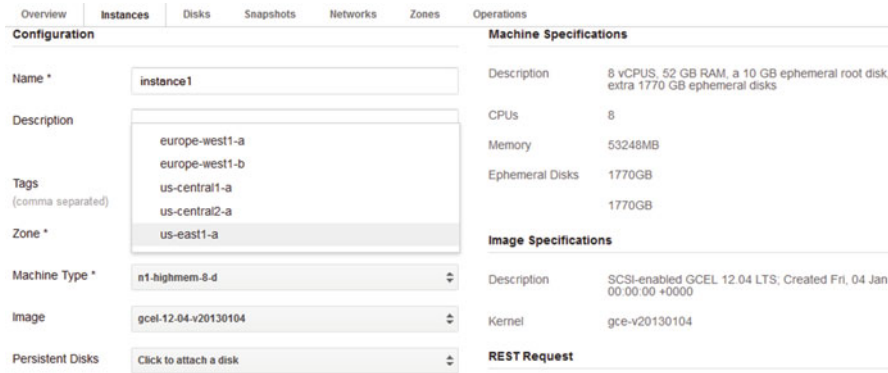 Overview Instances Disks Snapshots Networks Zones Operations
Configuration
Name * instance1
Description
europe-west1-a
europe-west1-b
us-central1-a
us-central2-a
us-east1-a
Tags
(comma separated)
Zone *
Machine Type * n1-highmem-8-d
Image gcel-12-04-v20130104
Persistent Disks Click to attach a disk
Machine Specifications
Description 8 vCPUS, 52 GB RAM, a 10 GB ephemeral root disk,
extra 1770 GB ephemeral disks
CPUs 8
Memory 53248MB
Ephemeral Disks 1770GB
1770GB
Image Specifications
Description SCSI-enabled GCEL 12.04 LTS; Created Fri, 04 Jan
00:00:00 +0000
Kernel gce-v20130104
REST Request